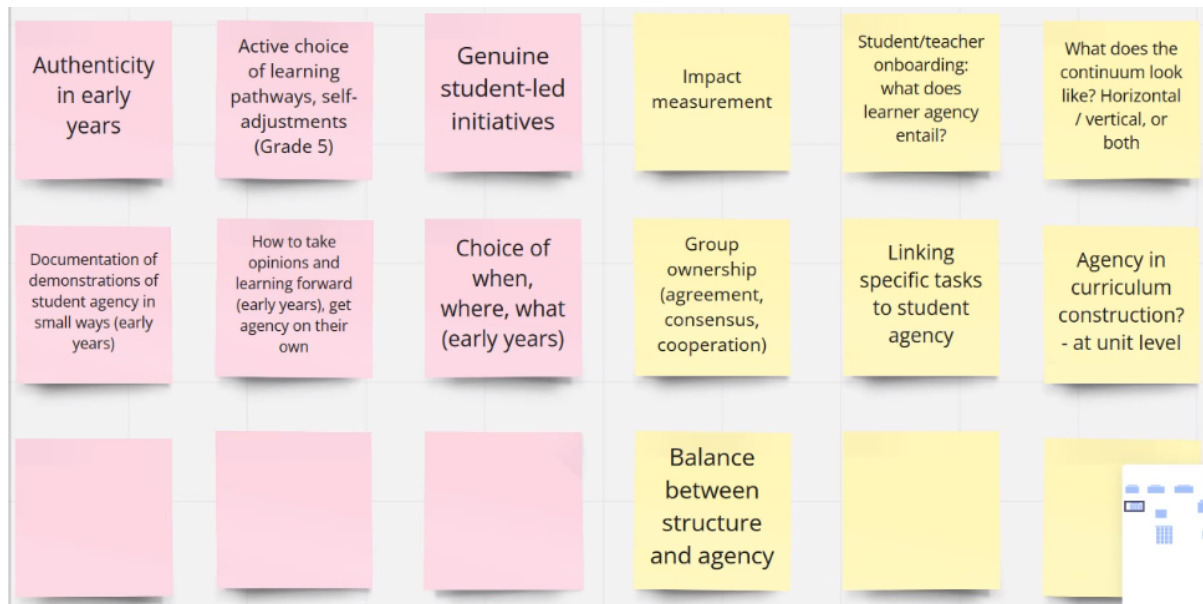 Authenticity
in early
years
Active choice
of learning
pathways, self-
adjustments
(Grade 5)
Genuine
student-led
initiatives
Impact
measurement
Student/teacher
onboarding:
what does
learner agency
entail?
What does the
continuum look
like? Horizontal
/ vertical, or
both
Documentation of
demonstrations of
student agency in
small ways (early
years)
How to take
opinions and
learning forward
(early years), get
agency on their
own
Choice of
when,
where, what
(early years)
Group
ownership
(agreement,
consensus,
cooperation)
Linking
specific tasks
to student
agency
Agency in
curriculum
construction?
- at unit level
Balance
between
structure
and agency